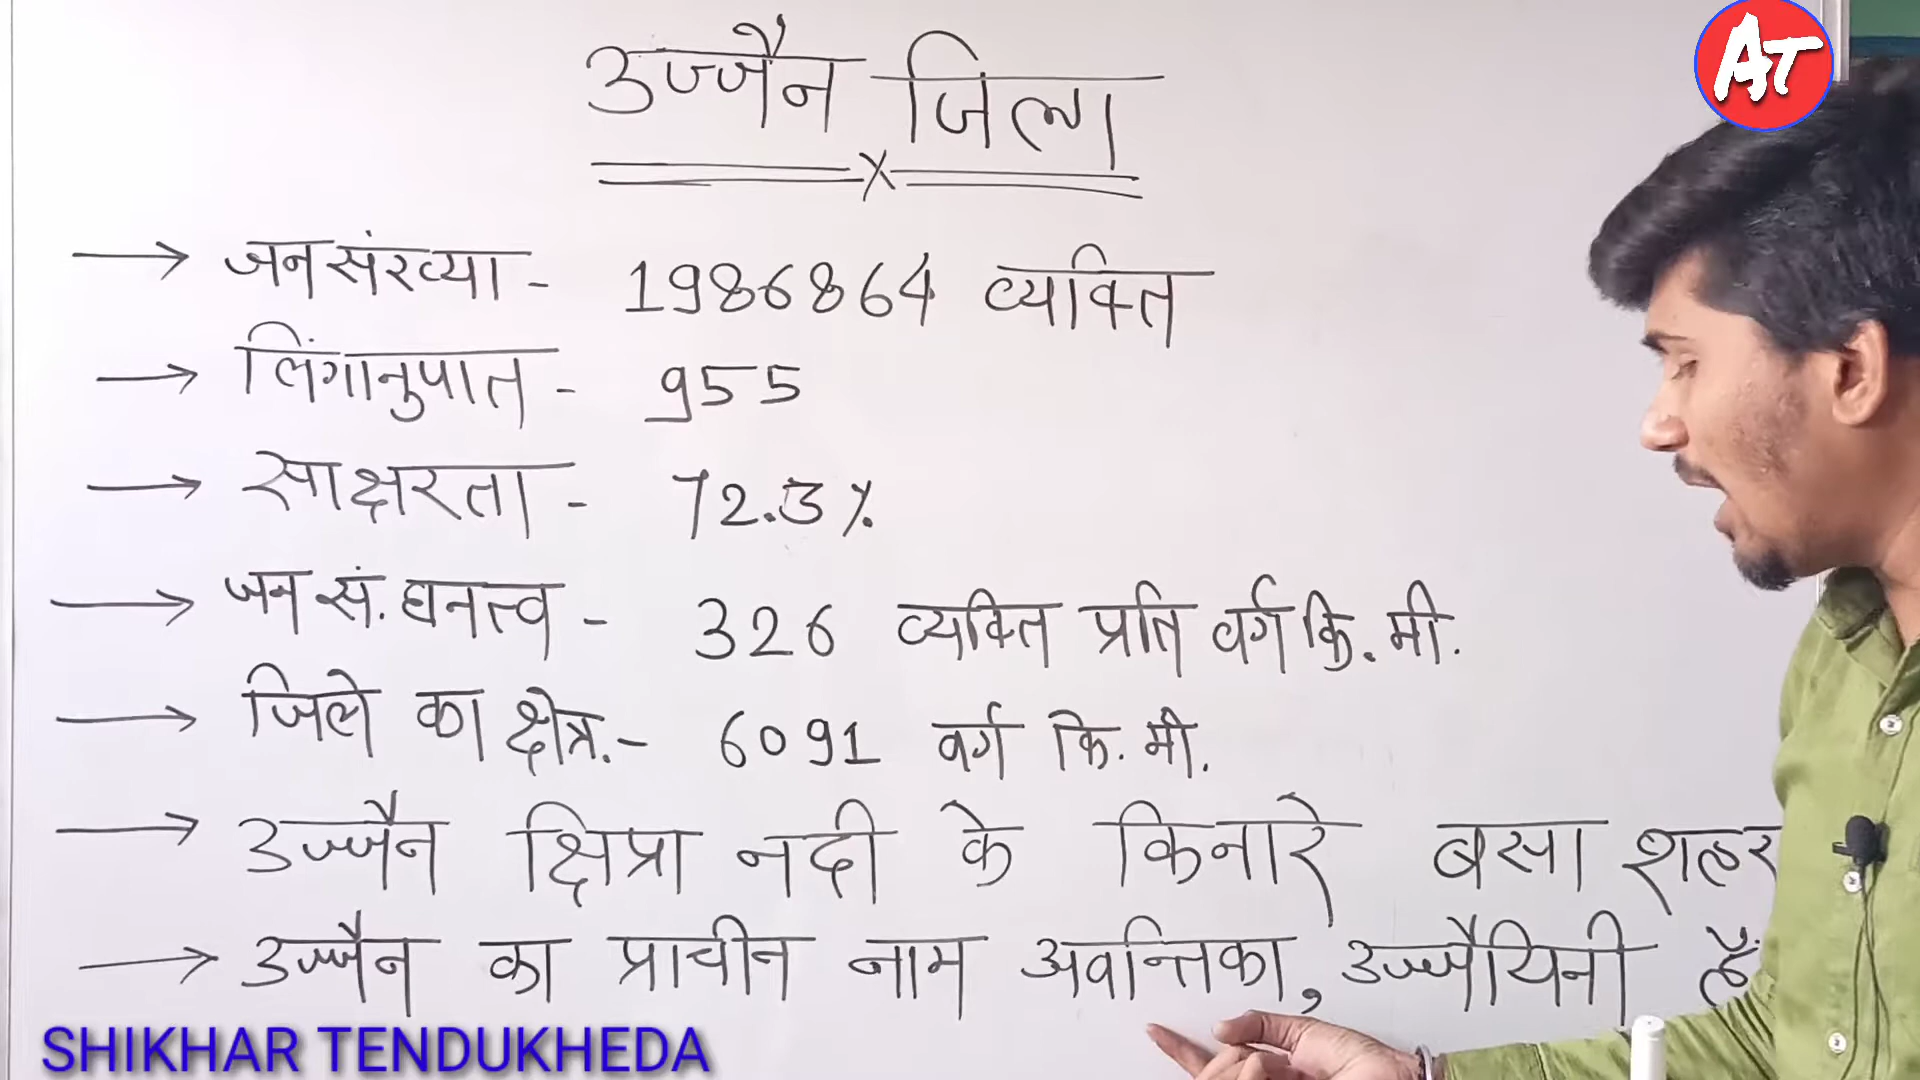 उज्जैन जिला
AT
→ जनसंख्या - 1986864 व्यक्ति
→ लिंगानुपात - 955
→ साक्षरता - 72.3%
→ जन सं. घनत्व - 326 व्यक्ति प्रति वर्ग कि.मी.
→ जिले का क्षेत्र. - 6091 वर्ग कि.मी.
→ उज्जैन क्षिप्रा नदी के किनारे बसा शहर
→ उज्जैन का प्राचीन नाम अवन्तिका, उज्जैयिनी है
SHIKHAR TENDUKHEDA